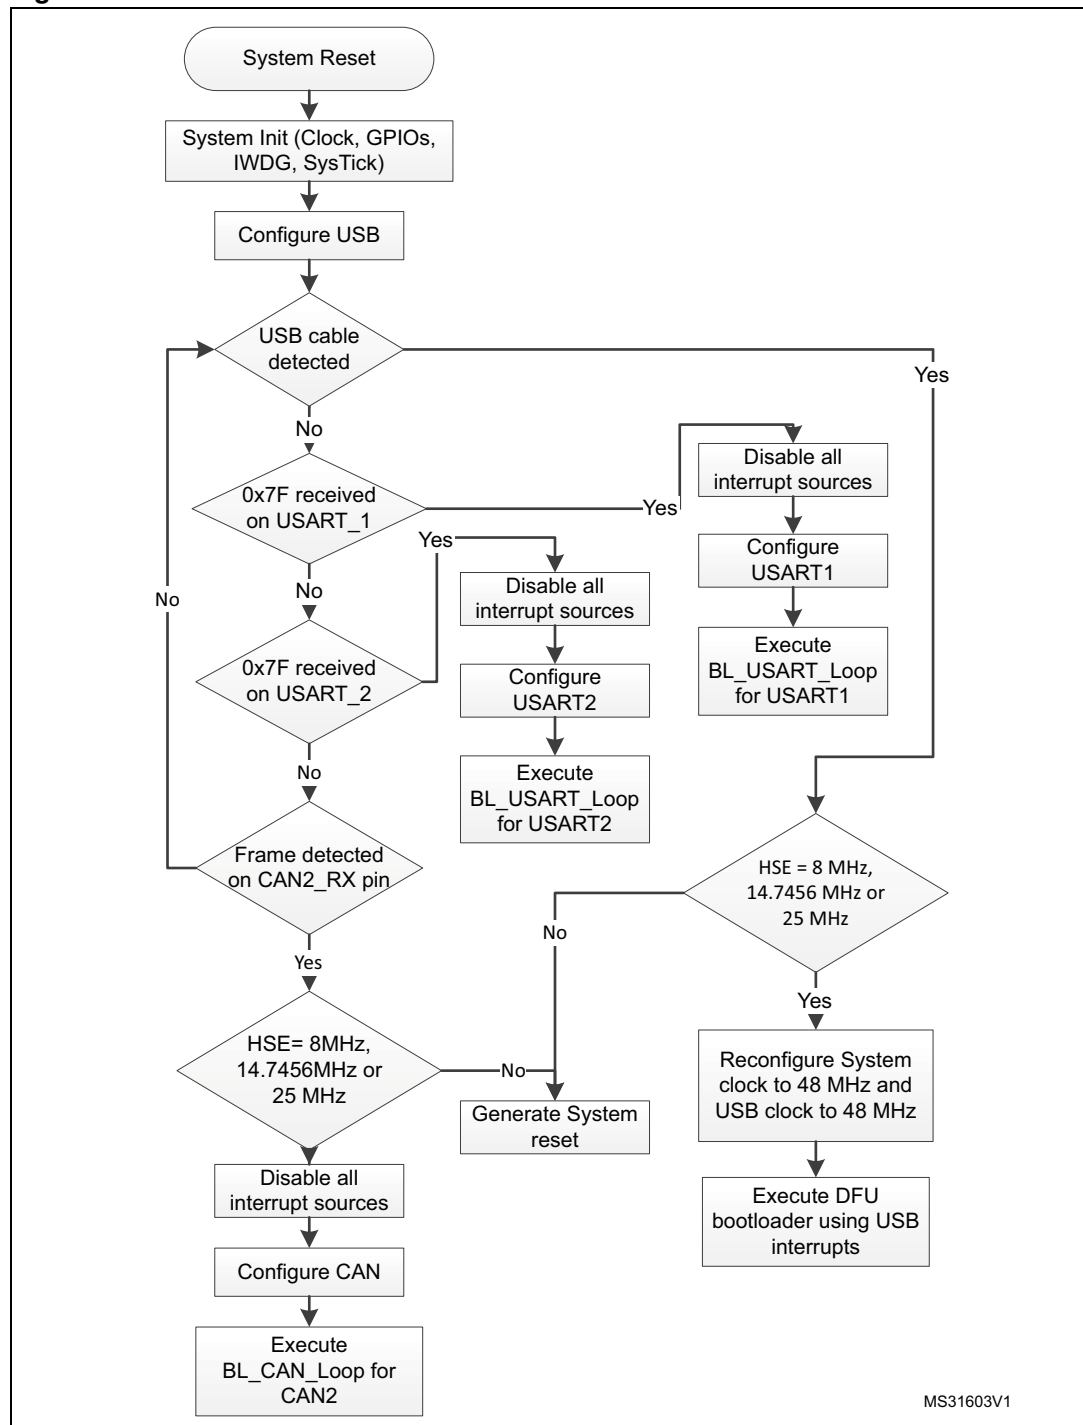 System Reset
System Init (Clock, GPIOs,
IWDG, SysTick)
Configure USB
USB cable
detected
Yes
No
Disable all
interrupt sources
0x7F received
on USART_1
Yes
Configure
USART1
Yes
No
Disable all
interrupt sources
No
Execute
BL_USART_Loop
for USART1
0x7F received
on USART_2
Configure
USART2
No
Execute
BL_USART_Loop
for USART2
Frame detected
on CAN2_RX pin
HSE = 8 MHz,
14.7456 MHz or
25 MHz
No
Yes
Yes
HSE= 8MHz,
14.7456MHz or
25 MHz
No
Reconfigure System
clock to 48 MHz and
USB clock to 48 MHz
Generate System
reset
Disable all
interrupt sources
Execute DFU
bootloader using USB
interrupts
Configure CAN
Execute
BL_CAN_Loop for
CAN2
MS31603V1